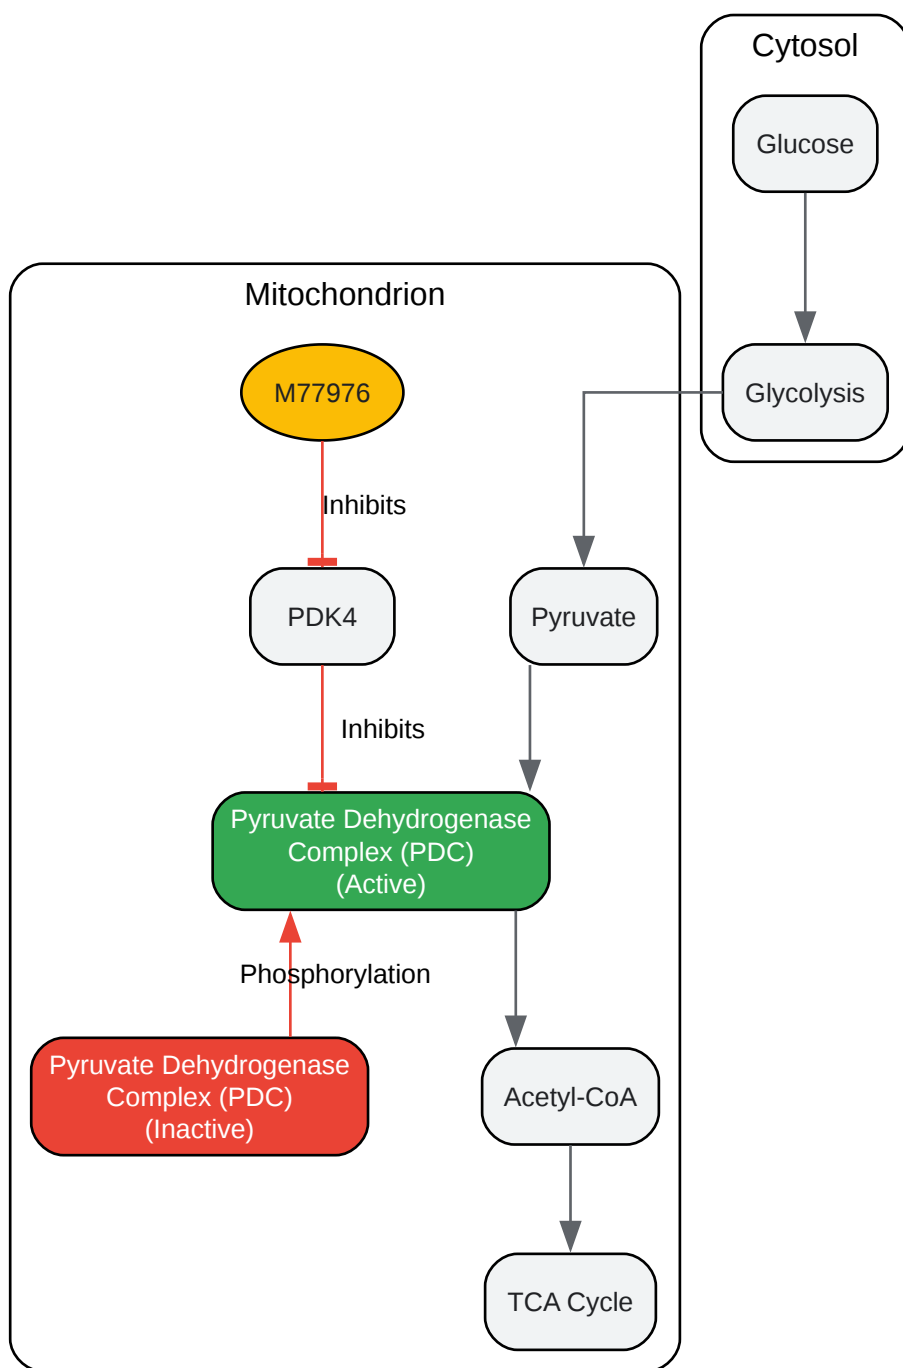 Cytosol
Glucose
Mitochondrion
M77976
Glycolysis
Inhibits
PDK4
Pyruvate
Inhibits
Pyruvate Dehydrogenase
Complex (PDC)
(Active)
Phosphorylation
Pyruvate Dehydrogenase
Complex (PDC)
(Inactive)
Acetyl-CoA
TCA Cycle